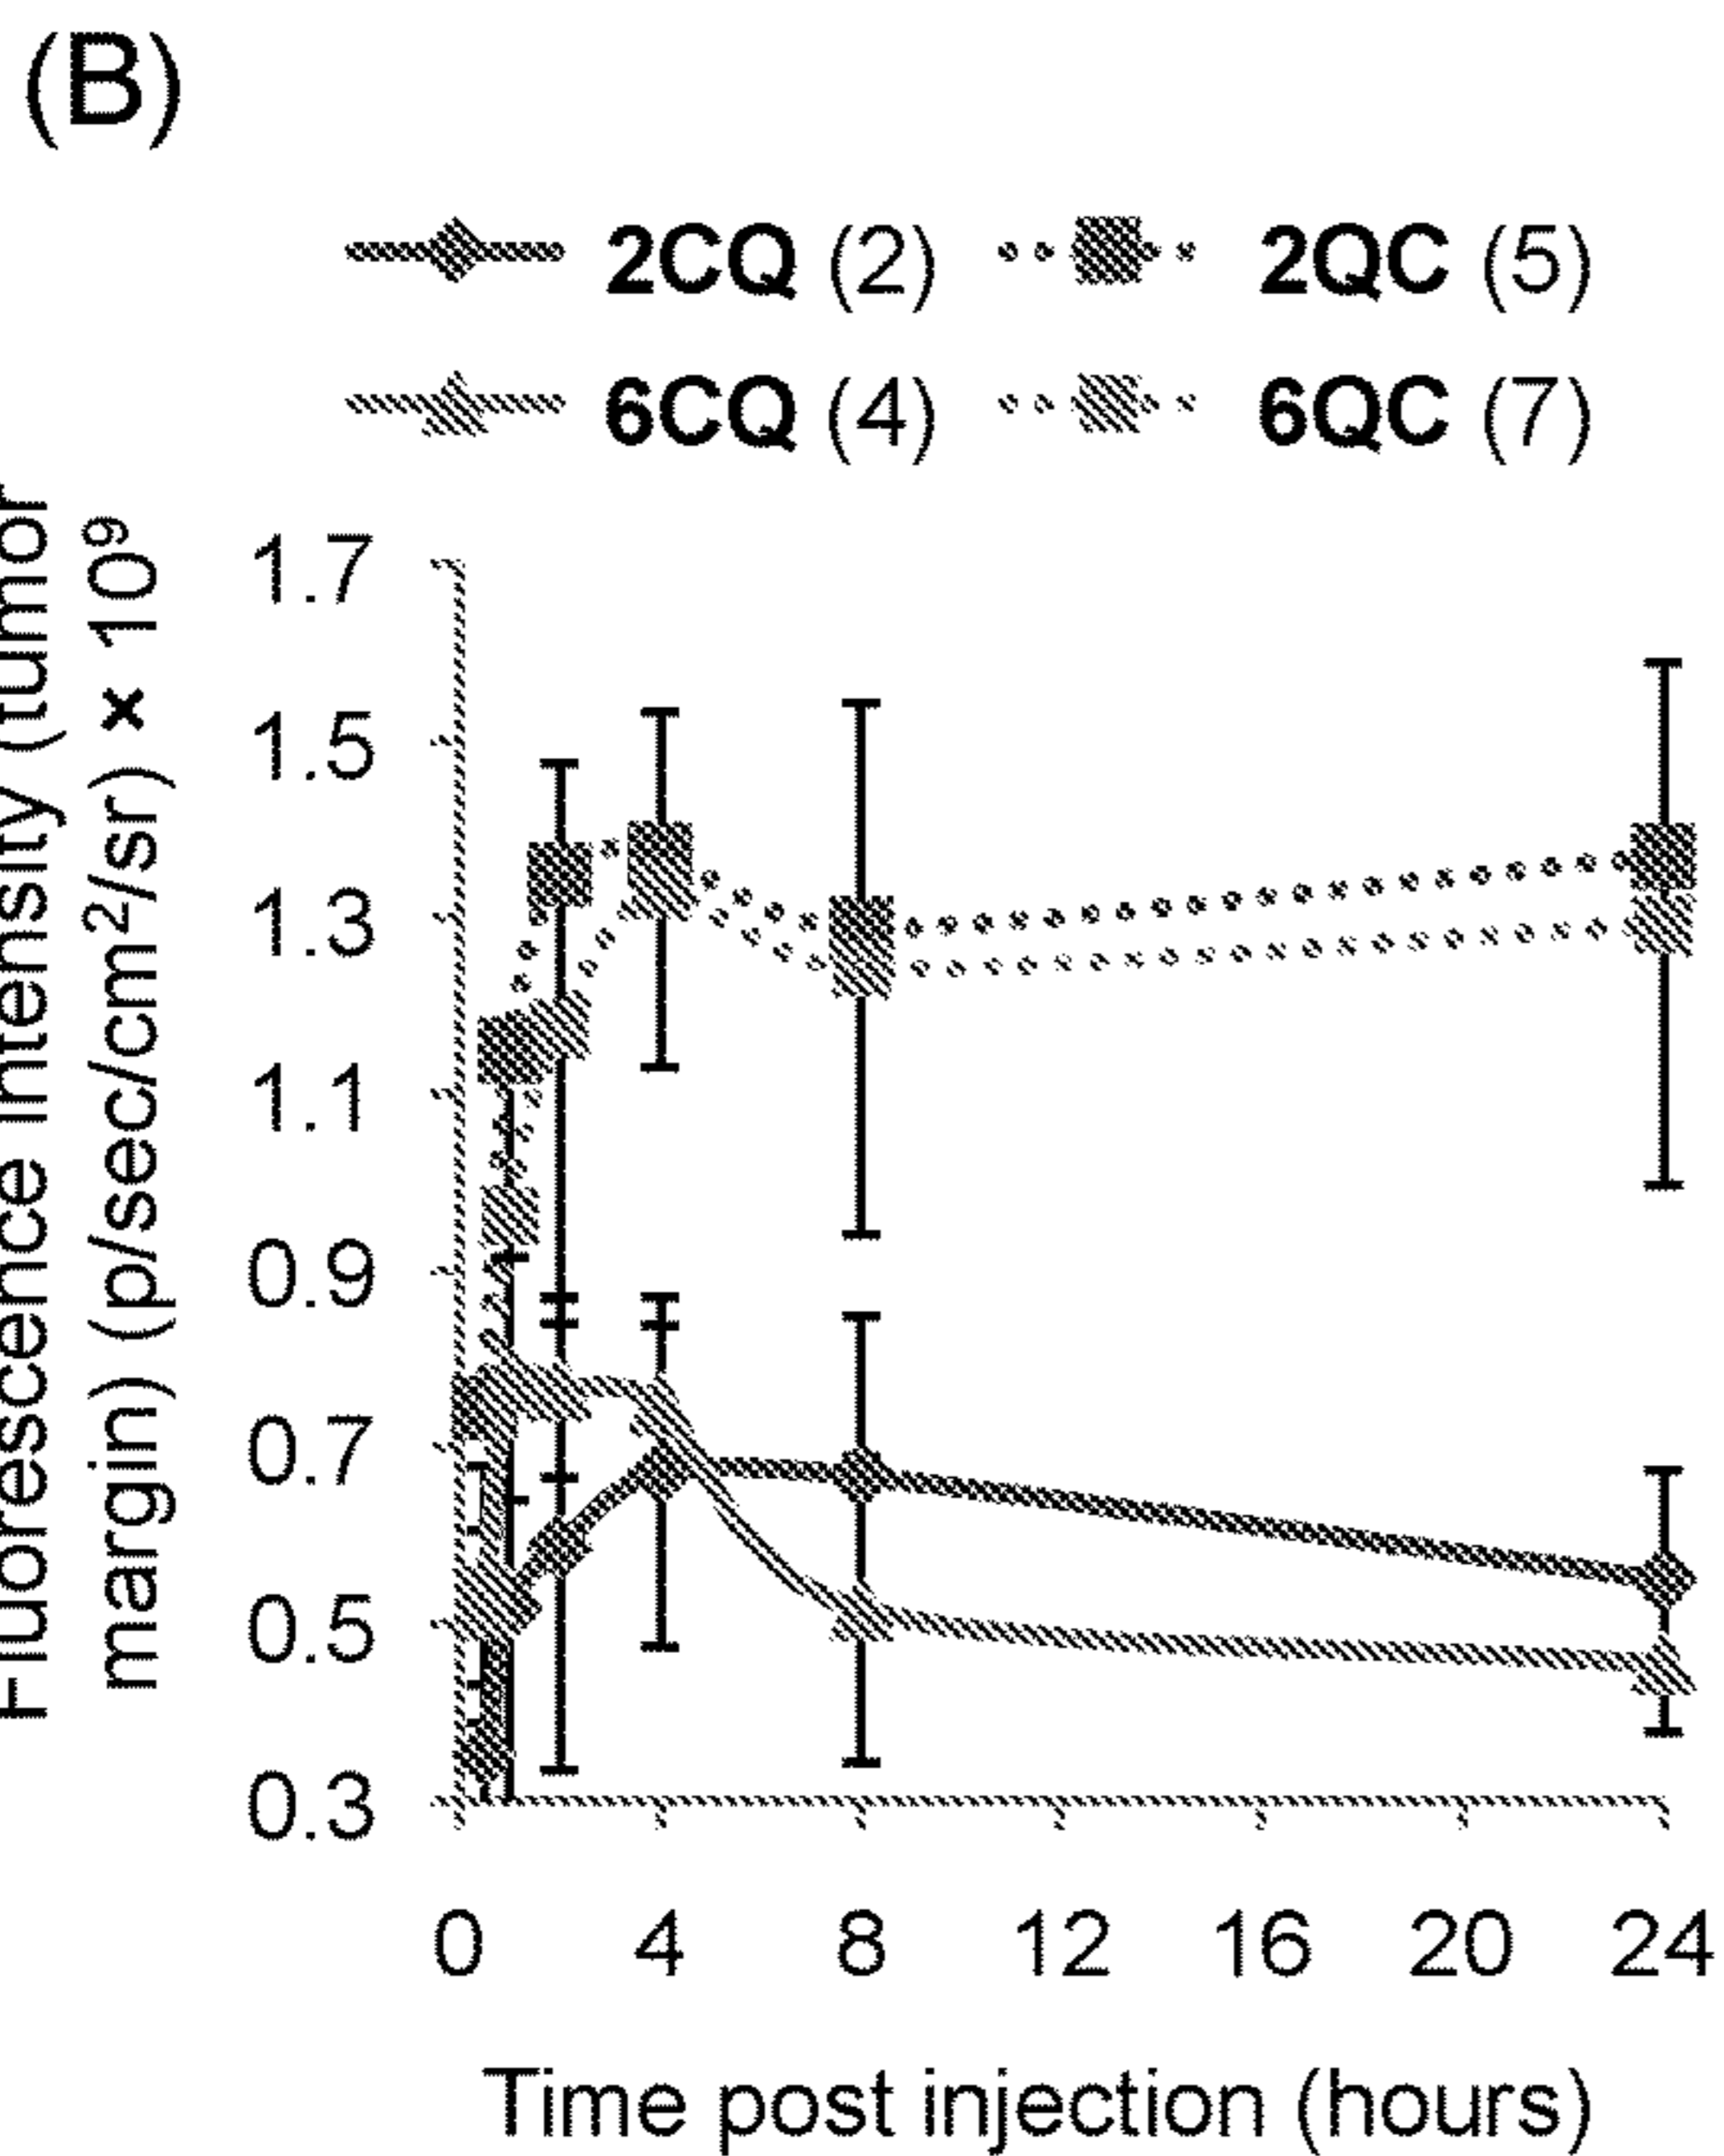 (B)
2CQ (2) 2QC (5)
6CQ (4) 6QC (7)
Fluorescence intensity (tumor
margin) (p/sec/cm²/sr) × 10⁹
1.7
1.5
1.3
1.1
0.9
0.7
0.5
0.3
0 4 8 12 16 20 24
Time post injection (hours)